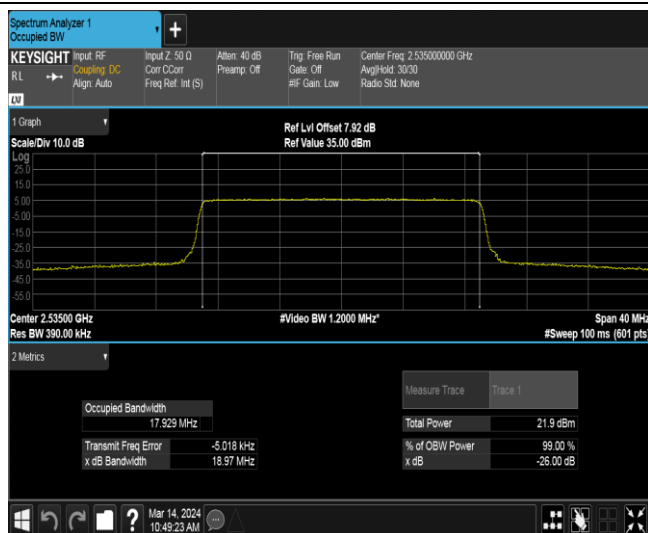 Spectrum Analyzer 1
Occupied BW
+
KEYSIGHT Input: RF Input Z: 50 Ω Atten: 40 dB Trig: Free Run Center Freq: 2.535000000 GHz
RL Coupling: DC Corr CCorr Preamp: Off Gate: Off Avg|Hold: 30/30
Align: Auto Freq Ref: Int (S) #IF Gain: Low Radio Std: None
LXI
1 Graph
Ref Lvl Offset 7.92 dB
Scale/Div 10.0 dB Ref Value 35.00 dBm
Log
25.0
15.0
5.00
-5.00
-15.0
-25.0
-35.0
-45.0
-55.0
Center 2.53500 GHz #Video BW 1.2000 MHz* Span 40 MHz
Res BW 390.00 kHz #Sweep 100 ms (601 pts)
2 Metrics
Measure Trace Trace 1
Occupied Bandwidth
17.929 MHz Total Power 21.9 dBm
Transmit Freq Error -5.018 kHz % of OBW Power 99.00 %
x dB Bandwidth 18.97 MHz x dB -26.00 dB
? Mar 14, 2024
10:49:23 AM